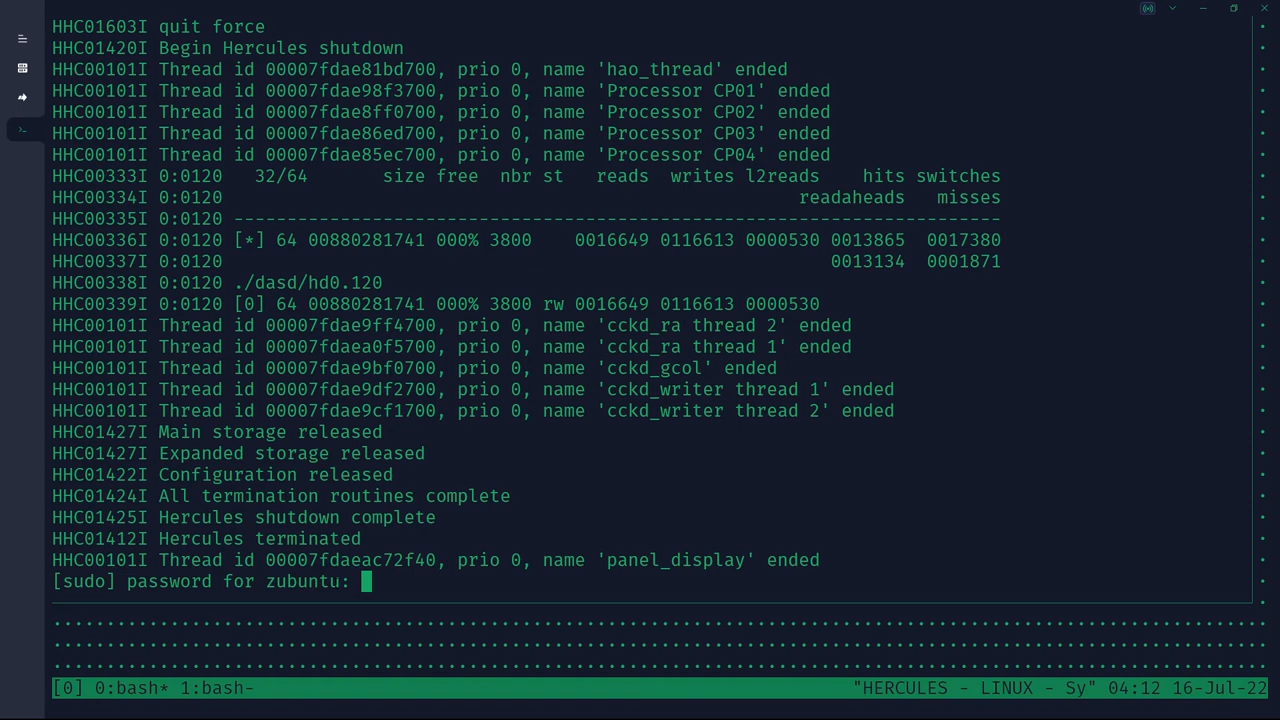 HHC01603I quit force
HHC01420I Begin Hercules shutdown
HHC00101I Thread id 00007fdae81bd700, prio 0, name 'hao_thread' ended
HHC00101I Thread id 00007fdae98f3700, prio 0, name 'Processor CP01' ended
HHC00101I Thread id 00007fdae8ff0700, prio 0, name 'Processor CP02' ended
HHC00101I Thread id 00007fdae86ed700, prio 0, name 'Processor CP03' ended
HHC00101I Thread id 00007fdae85ec700, prio 0, name 'Processor CP04' ended
HHC00333I 0:0120   32/64       size free  nbr st   reads  writes l2reads    hits switches
HHC00334I 0:0120                                                      readaheads   misses
HHC00335I 0:0120 ------------------------------------------------------------------------
HHC00336I 0:0120 [*] 64 00880281741 000% 3800    0016649 0116613 0000530 0013865  0017380
HHC00337I 0:0120                                                         0013134  0001871
HHC00338I 0:0120 ./dasd/hd0.120
HHC00339I 0:0120 [0] 64 00880281741 000% 3800 rw 0016649 0116613 0000530
HHC00101I Thread id 00007fdae9ff4700, prio 0, name 'cckd_ra thread 2' ended
HHC00101I Thread id 00007fdaea0f5700, prio 0, name 'cckd_ra thread 1' ended
HHC00101I Thread id 00007fdae9bf0700, prio 0, name 'cckd_gcol' ended
HHC00101I Thread id 00007fdae9df2700, prio 0, name 'cckd_writer thread 1' ended
HHC00101I Thread id 00007fdae9cf1700, prio 0, name 'cckd_writer thread 2' ended
HHC01427I Main storage released
HHC01427I Expanded storage released
HHC01422I Configuration released
HHC01424I All termination routines complete
HHC01425I Hercules shutdown complete
HHC01412I Hercules terminated
HHC00101I Thread id 00007fdaeac72f40, prio 0, name 'panel_display' ended
[sudo] password for zubuntu:
[0] 0:bash* 1:bash- "HERCULES - LINUX - Sy" 04:12 16-Jul-22